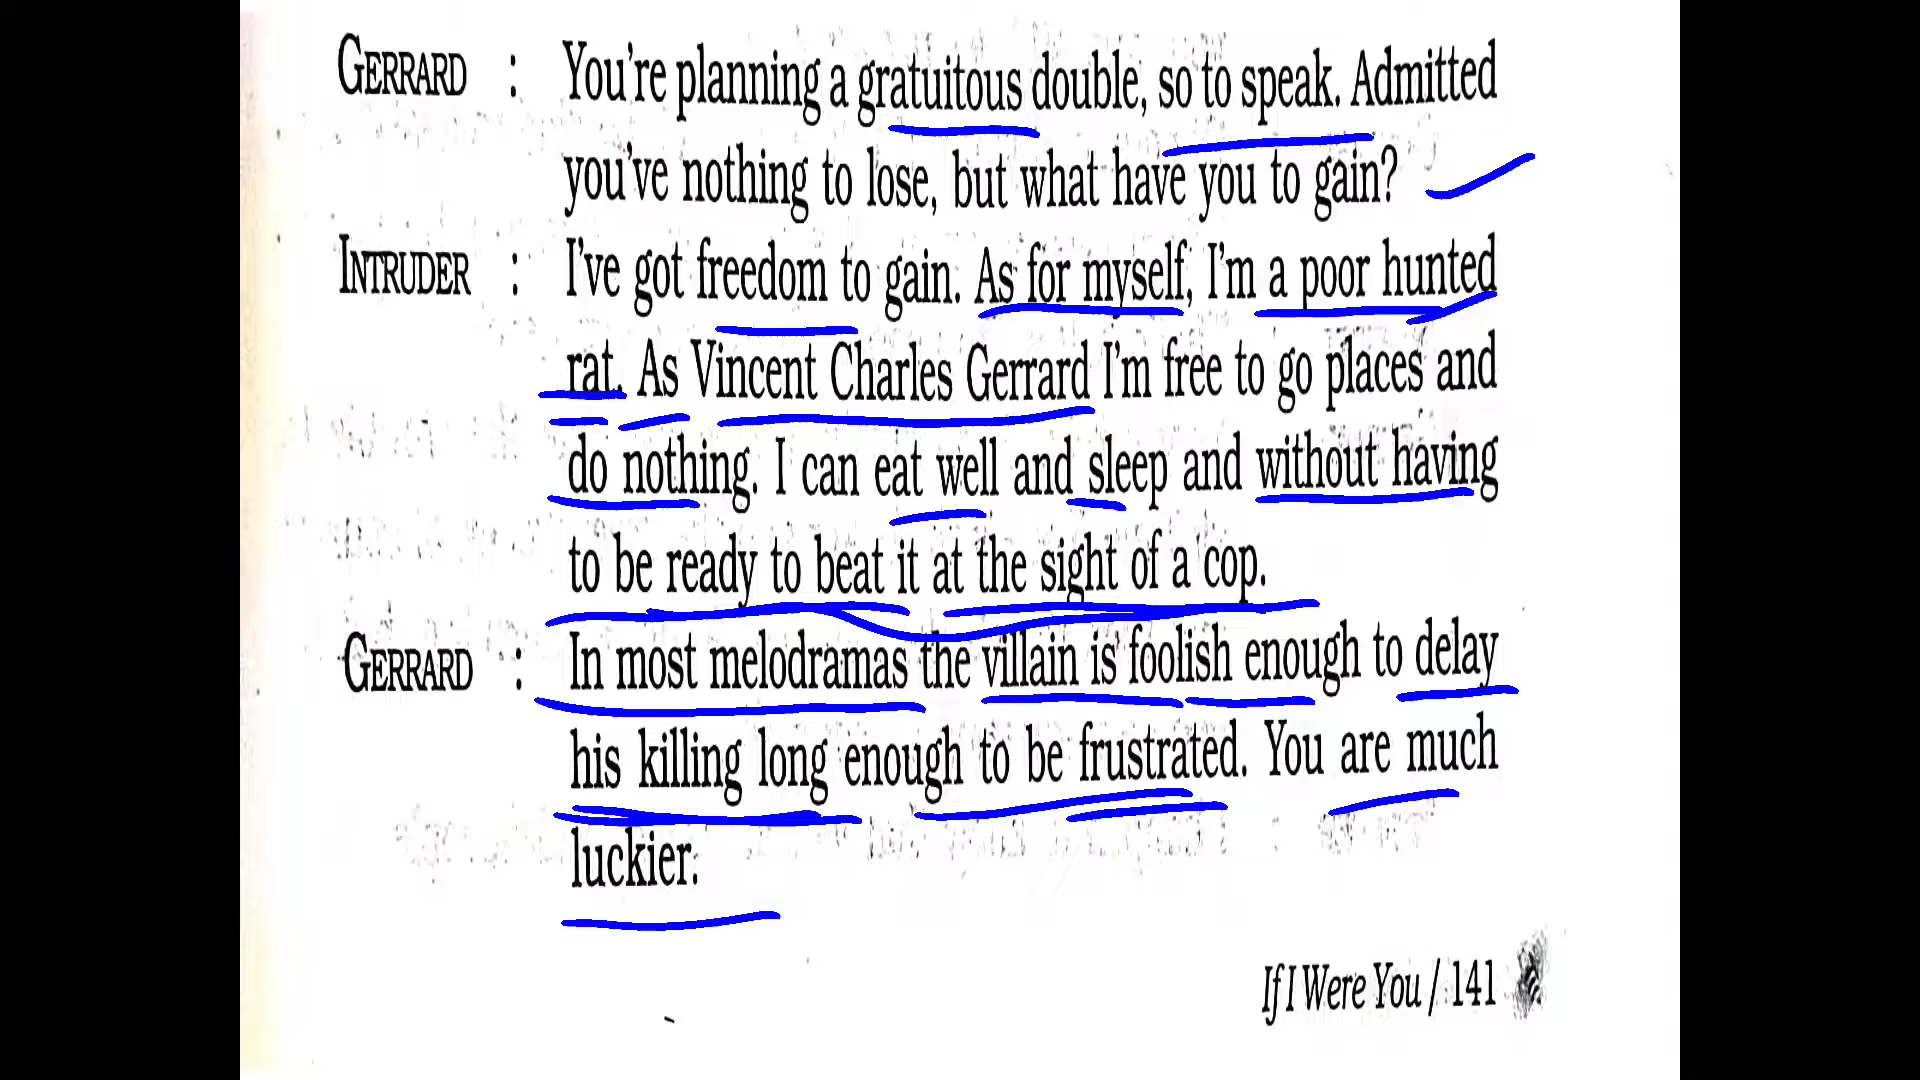 GERRARD : You're planning a gratuitous double, so to speak. Admitted
you've nothing to lose, but what have you to gain?
INTRUDER : I've got freedom to gain. As for myself, I'm a poor hunted
rat. As Vincent Charles Gerrard I'm free to go places and
do nothing. I can eat well and sleep and without having
to be ready to beat it at the sight of a cop.
GERRARD : In most melodramas the villain is foolish enough to delay
his killing long enough to be frustrated. You are much
luckier.
If I Were You / 141